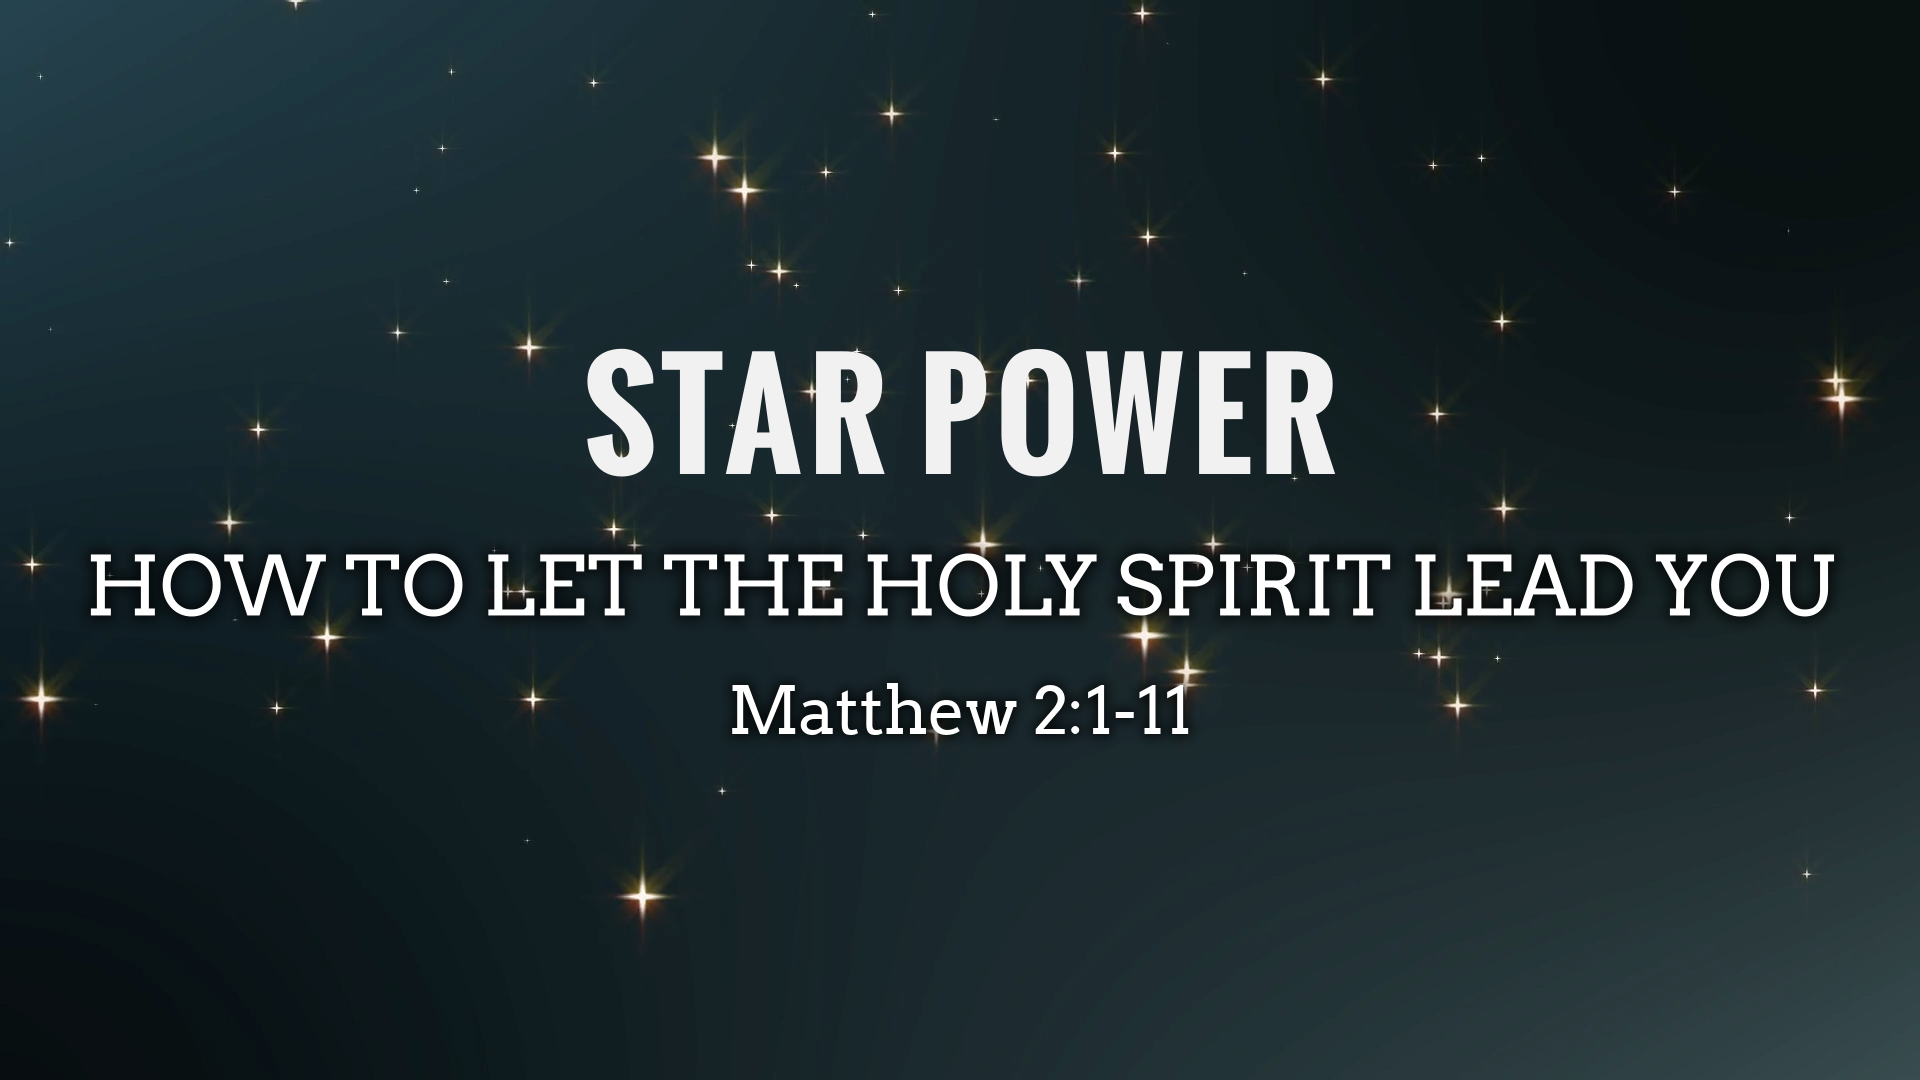 STAR POWER
HOW TO LET THE HOLY SPIRIT LEAD YOU
Matthew 2:1-11